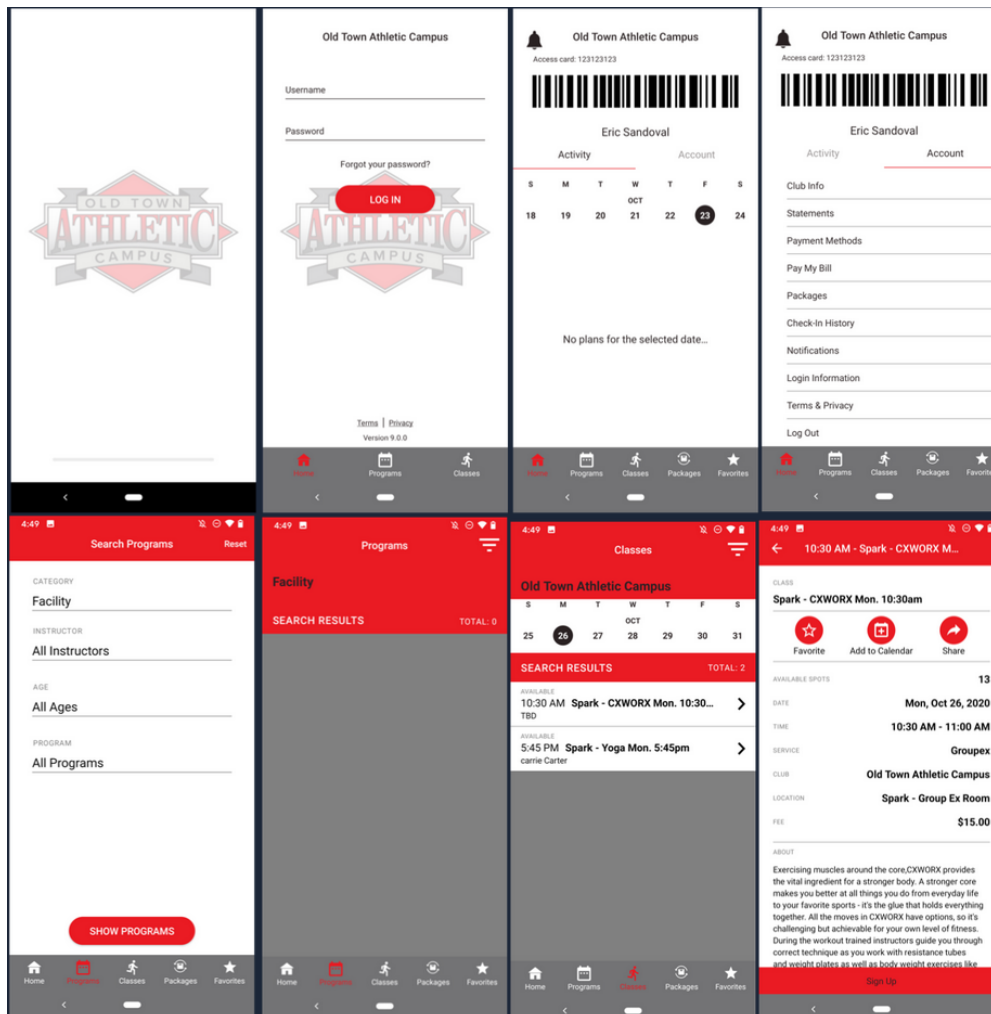 OLD TOWN
ATHLETIC
CAMPUS
Old Town Athletic Campus
Username
Password
Forgot your password?
LOG IN
OLD TOWN
ATHLETIC
CAMPUS
Terms | Privacy
Version 9.0.0
Home Programs Classes
Old Town Athletic Campus
Access card: 123123123
Eric Sandoval
Activity Account
S M T W T F S
OCT
18 19 20 21 22 23 24
No plans for the selected date...
Home Programs Classes Packages Favorites
Old Town Athletic Campus
Access card: 123123123
Eric Sandoval
Activity Account
Club Info
Statements
Payment Methods
Pay My Bill
Packages
Check-In History
Notifications
Login Information
Terms & Privacy
Log Out
Home Programs Classes Packages Favorite
4:49
Search Programs Reset
CATEGORY
Facility
INSTRUCTOR
All Instructors
AGE
All Ages
PROGRAM
All Programs
SHOW PROGRAMS
Home Programs Classes Packages Favorites
4:49
Programs
Facility
SEARCH RESULTS TOTAL: 0
Home Programs Classes Packages Favorites
4:49
Classes
Old Town Athletic Campus
S M T W T F S
OCT
25 26 27 28 29 30 31
SEARCH RESULTS TOTAL: 2
AVAILABLE
10:30 AM Spark - CXWORX Mon. 10:30...
TBD
AVAILABLE
5:45 PM Spark - Yoga Mon. 5:45pm
carrie Carter
Home Programs Classes Packages Favorites
4:49
10:30 AM - Spark - CXWORX M...
CLASS
Spark - CXWORX Mon. 10:30am
Favorite Add to Calendar Share
AVAILABLE SPOTS 13
DATE Mon, Oct 26, 2020
TIME 10:30 AM - 11:00 AM
SERVICE Groupex
CLUB Old Town Athletic Campus
LOCATION Spark - Group Ex Room
FEE $15.00
ABOUT
Exercising muscles around the core,CXWORX provides
the vital ingredient for a stronger body. A stronger core
makes you better at all things you do from everyday life
to your favorite sports - it's the glue that holds everything
together. All the moves in CXWORX have options, so it's
challenging but achievable for your own level of fitness.
During the workout trained instructors guide you through
correct technique as you work with resistance tubes
and weight plates as well as body weight exercises like
Sign Up